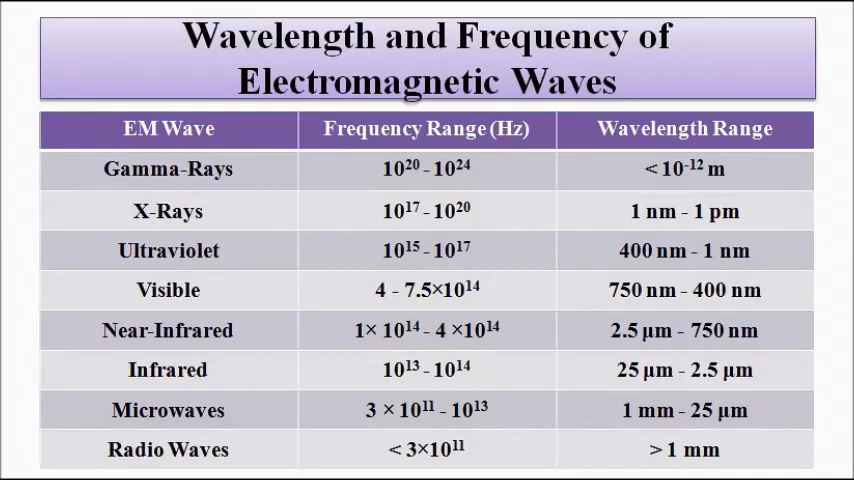 Wavelength and Frequency of
Electromagnetic Waves
EM Wave Frequency Range (Hz) Wavelength Range
Gamma-Rays 10²⁰ - 10²⁴ < 10⁻¹² m
X-Rays 10¹⁷ - 10²⁰ 1 nm - 1 pm
Ultraviolet 10¹⁵ - 10¹⁷ 400 nm - 1 nm
Visible 4 - 7.5×10¹⁴ 750 nm - 400 nm
Near-Infrared 1× 10¹⁴ - 4 ×10¹⁴ 2.5 μm - 750 nm
Infrared 10¹³ - 10¹⁴ 25 μm - 2.5 μm
Microwaves 3 × 10¹¹ - 10¹³ 1 mm - 25 μm
Radio Waves < 3×10¹¹ > 1 mm